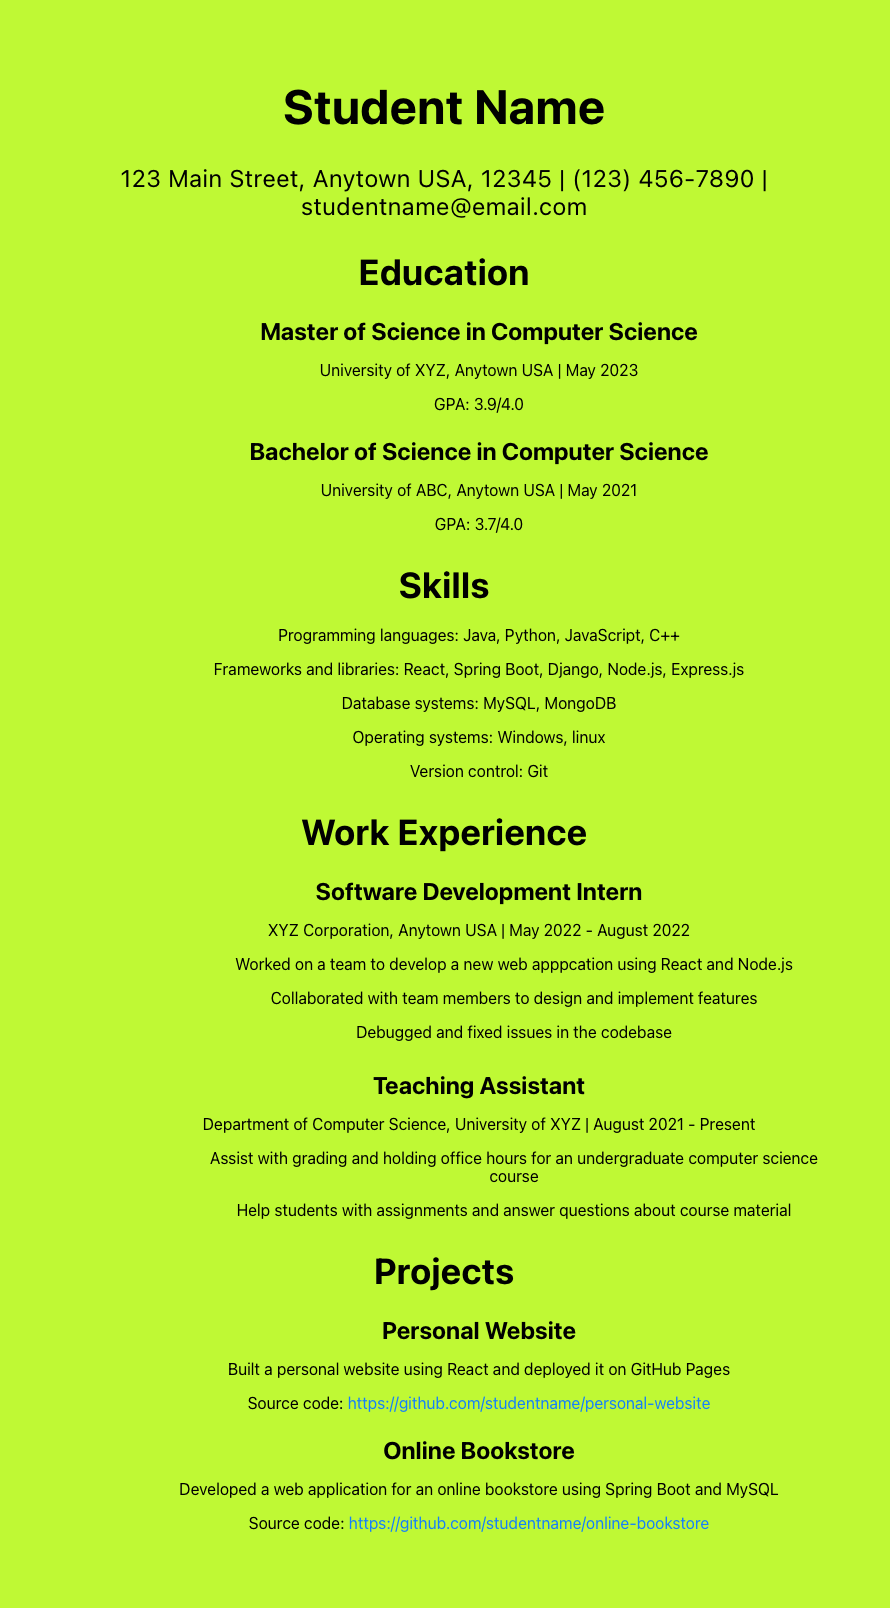 Student Name
123 Main Street, Anytown USA, 12345 | (123) 456-7890 |
studentname@email.com
Education
Master of Science in Computer Science
University of XYZ, Anytown USA | May 2023
GPA: 3.9/4.0
Bachelor of Science in Computer Science
University of ABC, Anytown USA | May 2021
GPA: 3.7/4.0
Skills
Programming languages: Java, Python, JavaScript, C++
Frameworks and libraries: React, Spring Boot, Django, Node.js, Express.js
Database systems: MySQL, MongoDB
Operating systems: Windows, linux
Version control: Git
Work Experience
Software Development Intern
XYZ Corporation, Anytown USA | May 2022 - August 2022
Worked on a team to develop a new web apppcation using React and Node.js
Collaborated with team members to design and implement features
Debugged and fixed issues in the codebase
Teaching Assistant
Department of Computer Science, University of XYZ | August 2021 - Present
Assist with grading and holding office hours for an undergraduate computer science
course
Help students with assignments and answer questions about course material
Projects
Personal Website
Built a personal website using React and deployed it on GitHub Pages
Source code: https://github.com/studentname/personal-website
Online Bookstore
Developed a web application for an online bookstore using Spring Boot and MySQL
Source code: https://github.com/studentname/online-bookstore